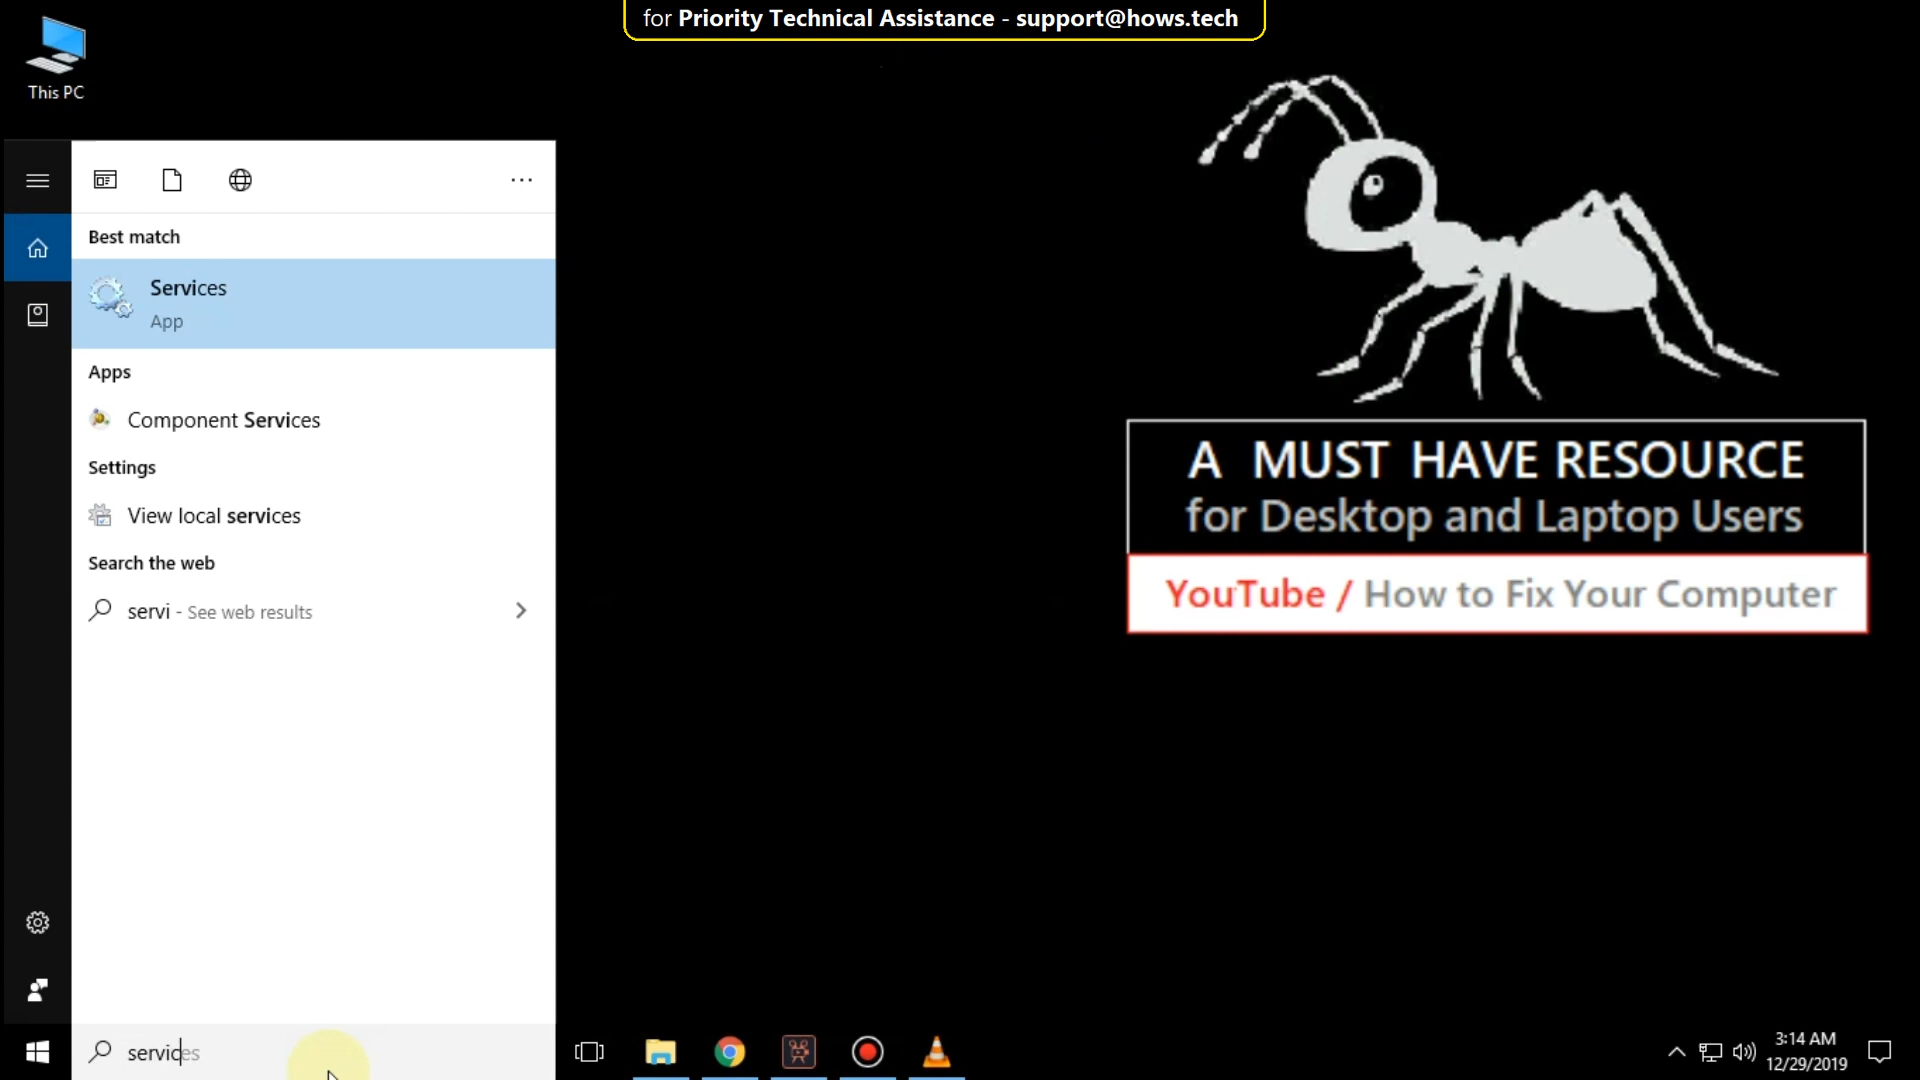 for Priority Technical Assistance - support@hows.tech
This PC
Best match
Services
App
Apps
Component Services
Settings
View local services
Search the web
servi - See web results
services
A MUST HAVE RESOURCE
for Desktop and Laptop Users
YouTube / How to Fix Your Computer
3:14 AM
12/29/2019